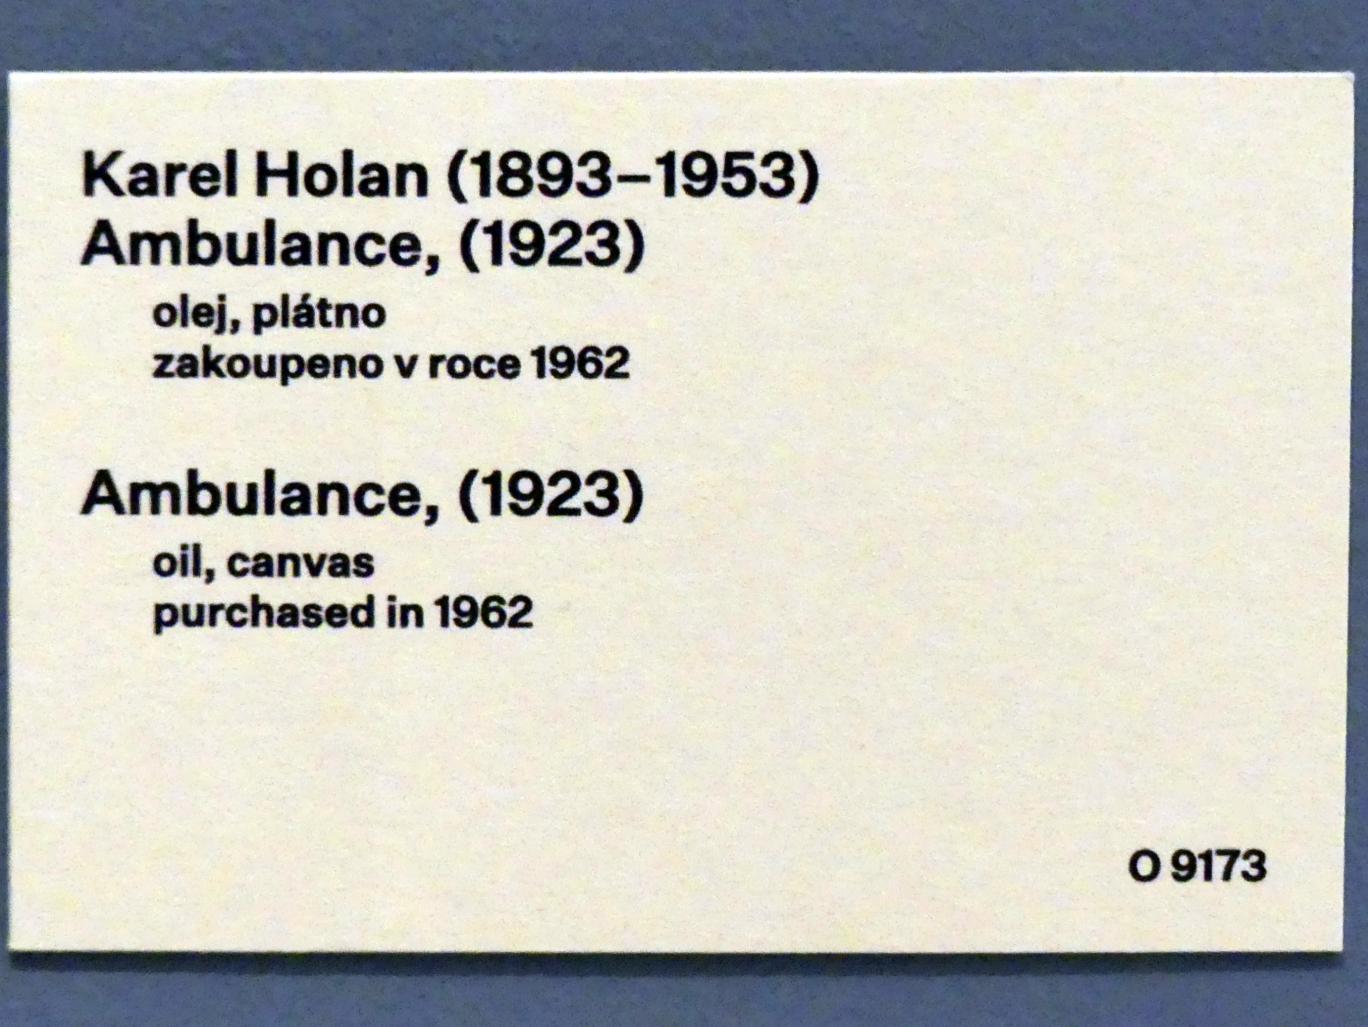 Karel Holan (1893–1953)
Ambulance, (1923)
olej, plátno
zakoupeno v roce 1962
Ambulance, (1923)
oil, canvas
purchased in 1962
O 9173